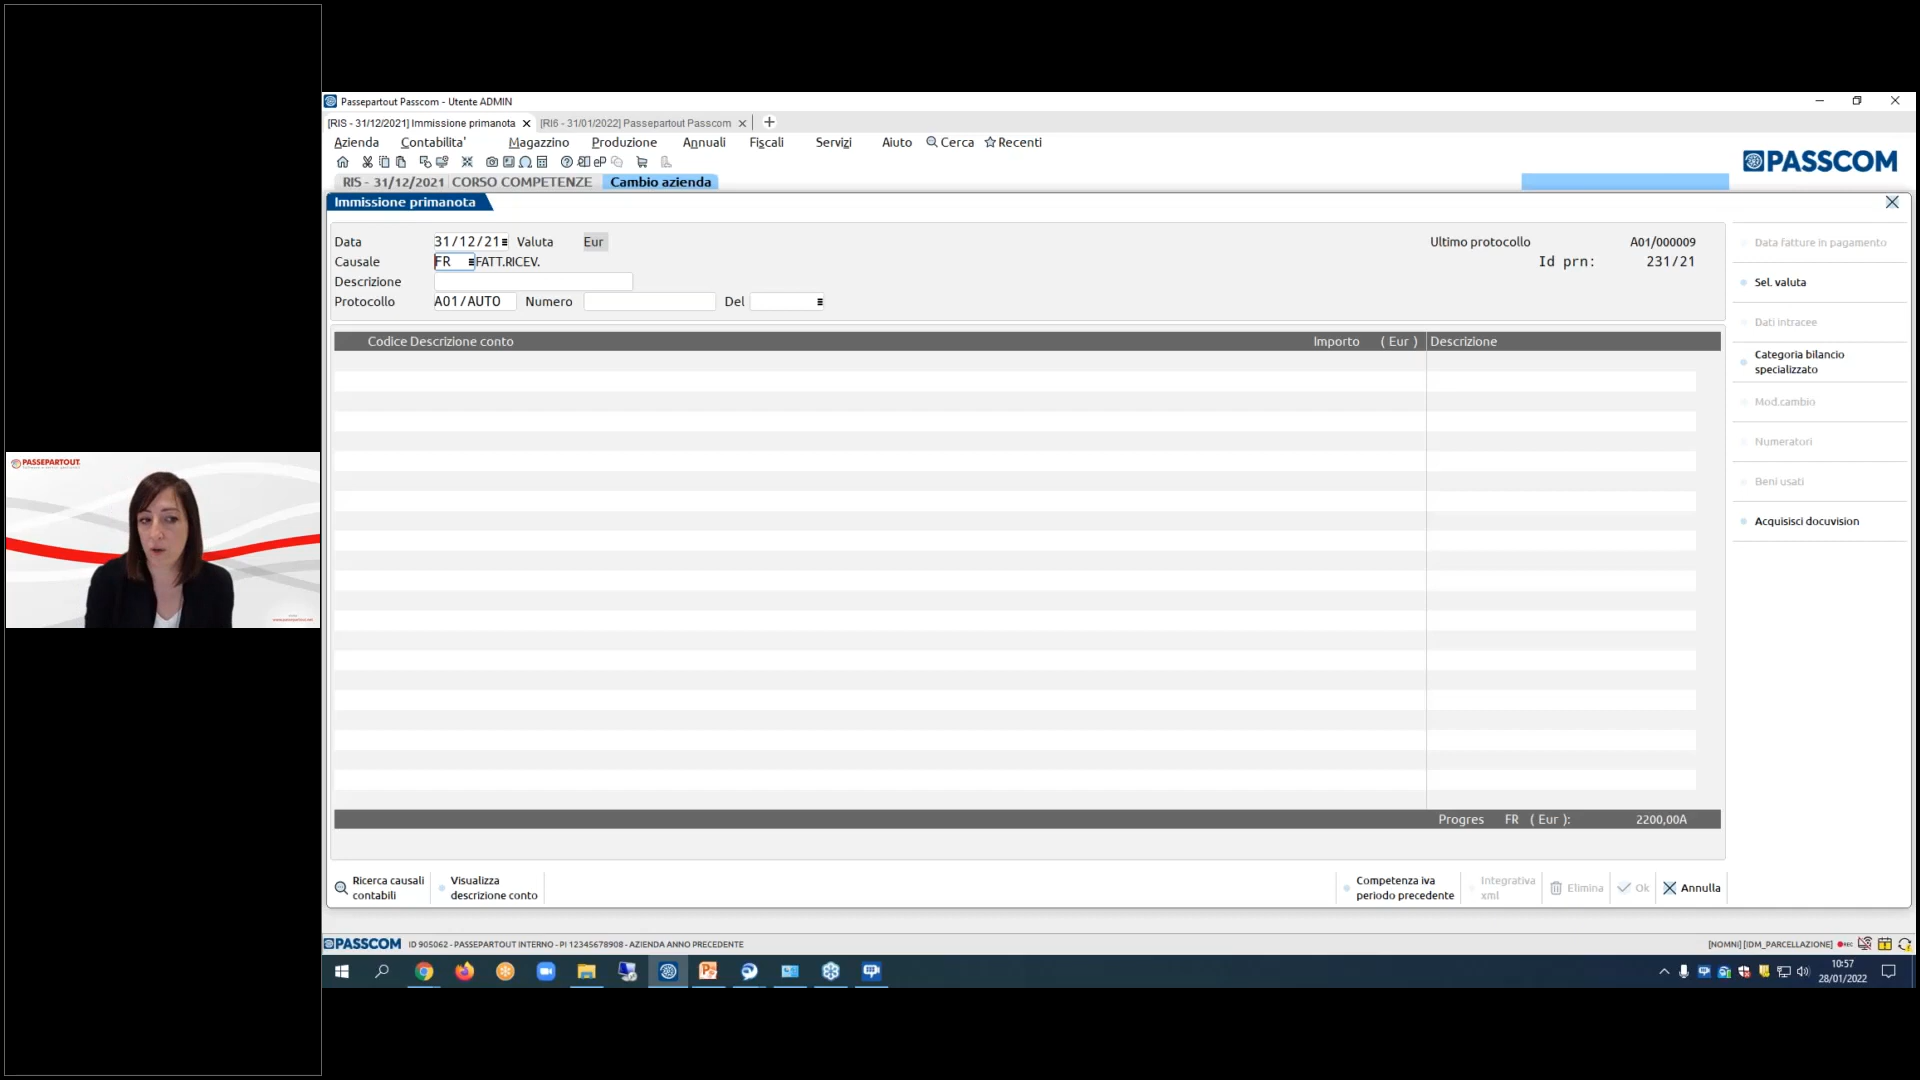 PASSEPARTOUT
Passepartout Passcom - Utente ADMIN
[RIS - 31/12/2021] Immissione primanota
[RI6 - 31/01/2022] Passepartout Passcom
Azienda Contabilita' Magazzino Produzione Annuali Fiscali Servizi Aiuto Cerca Recenti
RIS - 31/12/2021 CORSO COMPETENZE Cambio azienda
PASSCOM
Immissione primanota
Data 31/12/21 Valuta Eur
Ultimo protocollo A01/000009
Causale FR FATT.RICEV.
Id prn: 231/21
Descrizione
Protocollo A01/AUTO Numero Del
Codice Descrizione conto Importo ( Eur ) Descrizione
Data fatture in pagamento
Sel. valuta
Dati intracee
Categoria bilancio
specializzato
Mod.cambio
Numeratori
Beni usati
Acquisisci docuvision
Progres FR ( Eur ): 2200,00A
Ricerca causali
contabili
Visualizza
descrizione conto
Competenza iva
periodo precedente
Integrativa
xml
Elimina
Ok
Annulla
PASSCOM ID 905062 - PASSEPARTOUT INTERNO - PI 12345678908 - AZIENDA ANNO PRECEDENTE
[NOMNI] [IDM_PARCELLAZIONE]
10:57
28/01/2022